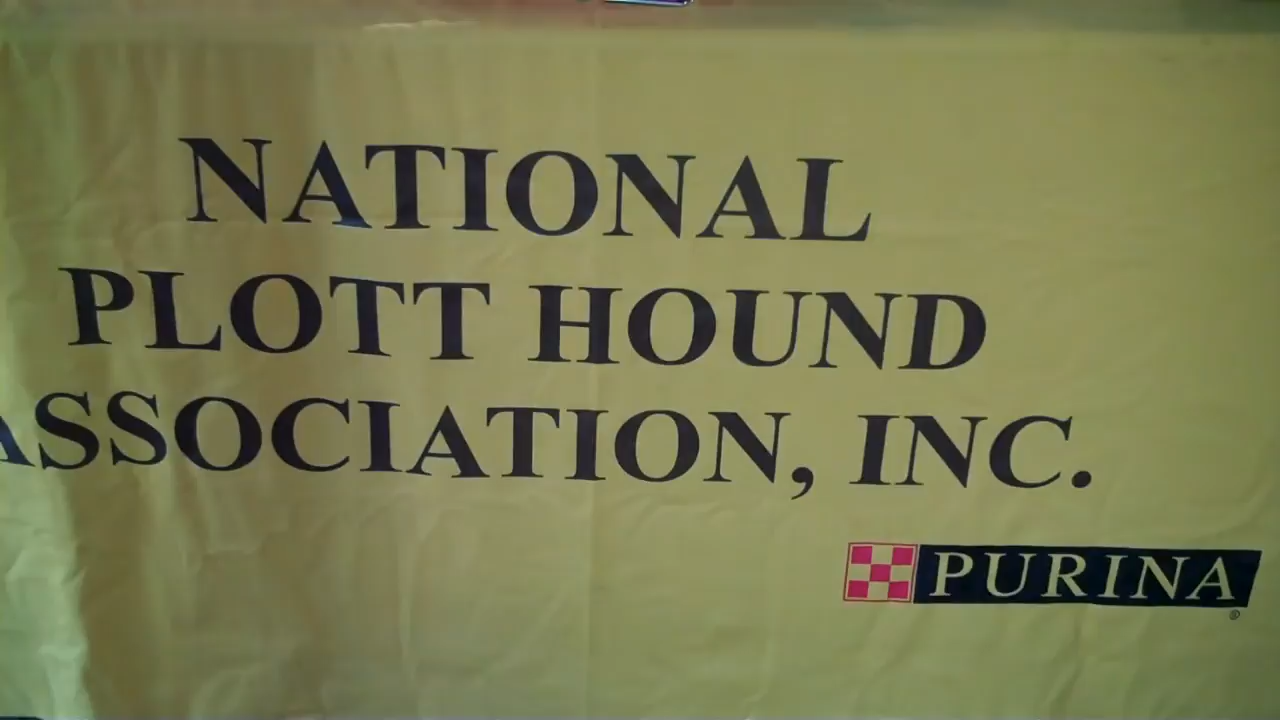 NATIONAL
PLOTT HOUND
ASSOCIATION, INC.
PURINA
®